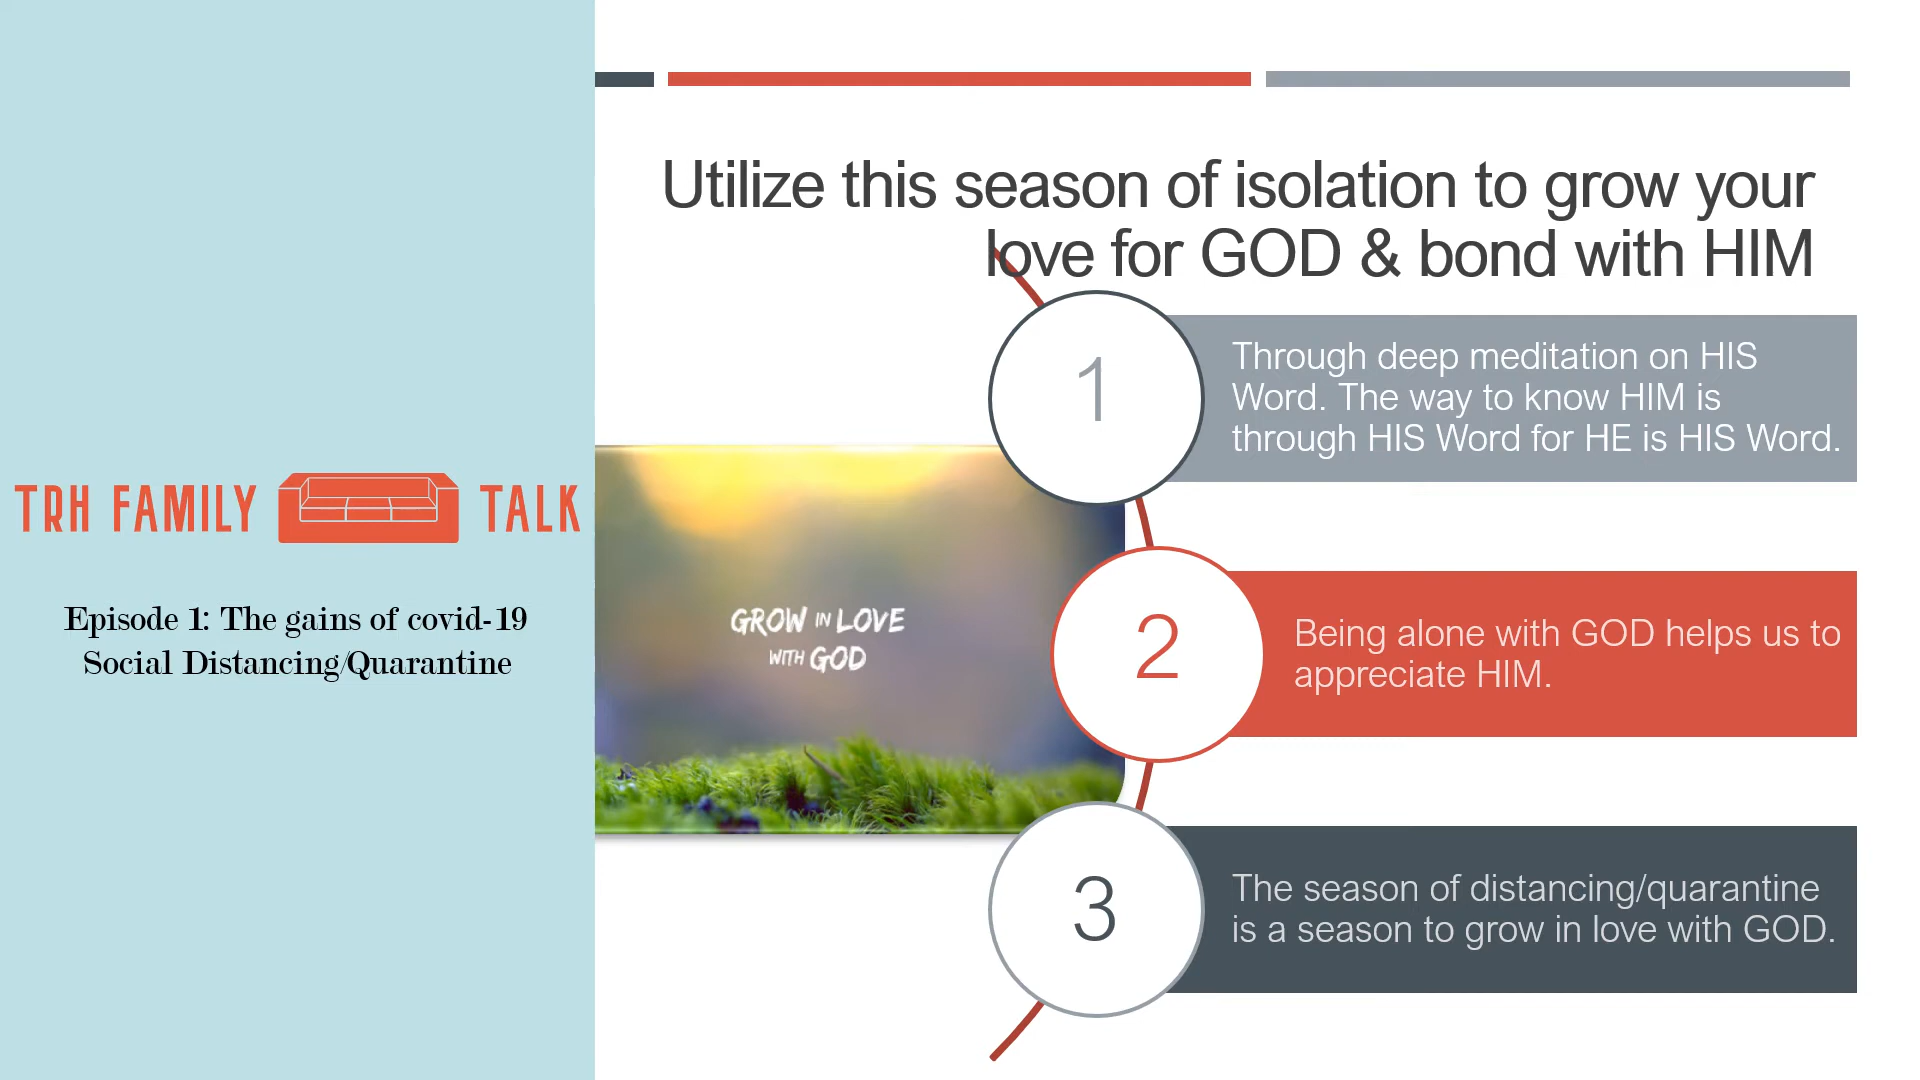 TRH FAMILY TALK
Episode 1: The gains of covid-19
Social Distancing/Quarantine
Utilize this season of isolation to grow your
love for GOD & bond with HIM
GROW IN LOVE
WITH GOD
1
Through deep meditation on HIS
Word. The way to know HIM is
through HIS Word for HE is HIS Word.
2
Being alone with GOD helps us to
appreciate HIM.
3
The season of distancing/quarantine
is a season to grow in love with GOD.